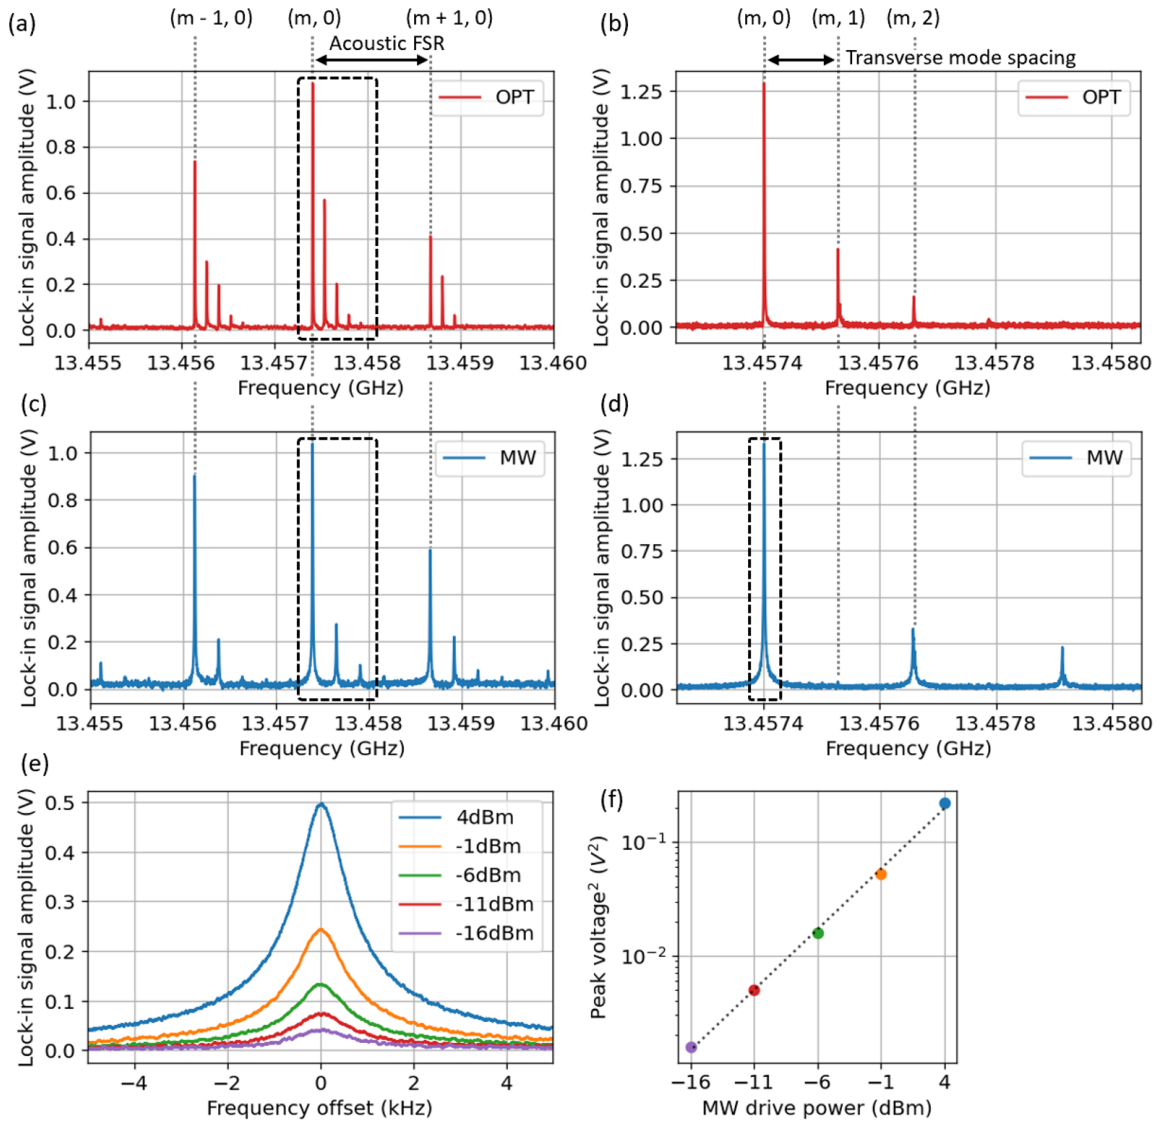 (a)
(m - 1, 0)
(m, 0)
(m + 1, 0)
Acoustic FSR
OPT
Lock-in signal amplitude (V)
1.0
0.8
0.6
0.4
0.2
0.0
13.455
13.456
13.457
13.458
13.459
13.460
Frequency (GHz)
(b)
(m, 0)
(m, 1)
(m, 2)
Transverse mode spacing
OPT
Lock-in signal amplitude (V)
1.25
1.00
0.75
0.50
0.25
0.00
13.4574
13.4576
13.4578
13.4580
Frequency (GHz)
(c)
MW
Lock-in signal amplitude (V)
1.0
0.8
0.6
0.4
0.2
0.0
13.455
13.456
13.457
13.458
13.459
13.460
Frequency (GHz)
(d)
MW
Lock-in signal amplitude (V)
1.25
1.00
0.75
0.50
0.25
0.00
13.4574
13.4576
13.4578
13.4580
Frequency (GHz)
(e)
Lock-in signal amplitude (V)
0.5
0.4
0.3
0.2
0.1
0.0
4dBm
-1dBm
-6dBm
-11dBm
-16dBm
−4
−2
0
2
4
Frequency offset (kHz)
(f)
Peak voltage² (V²)
10⁻¹
10⁻²
−16
−11
−6
−1
4
MW drive power (dBm)